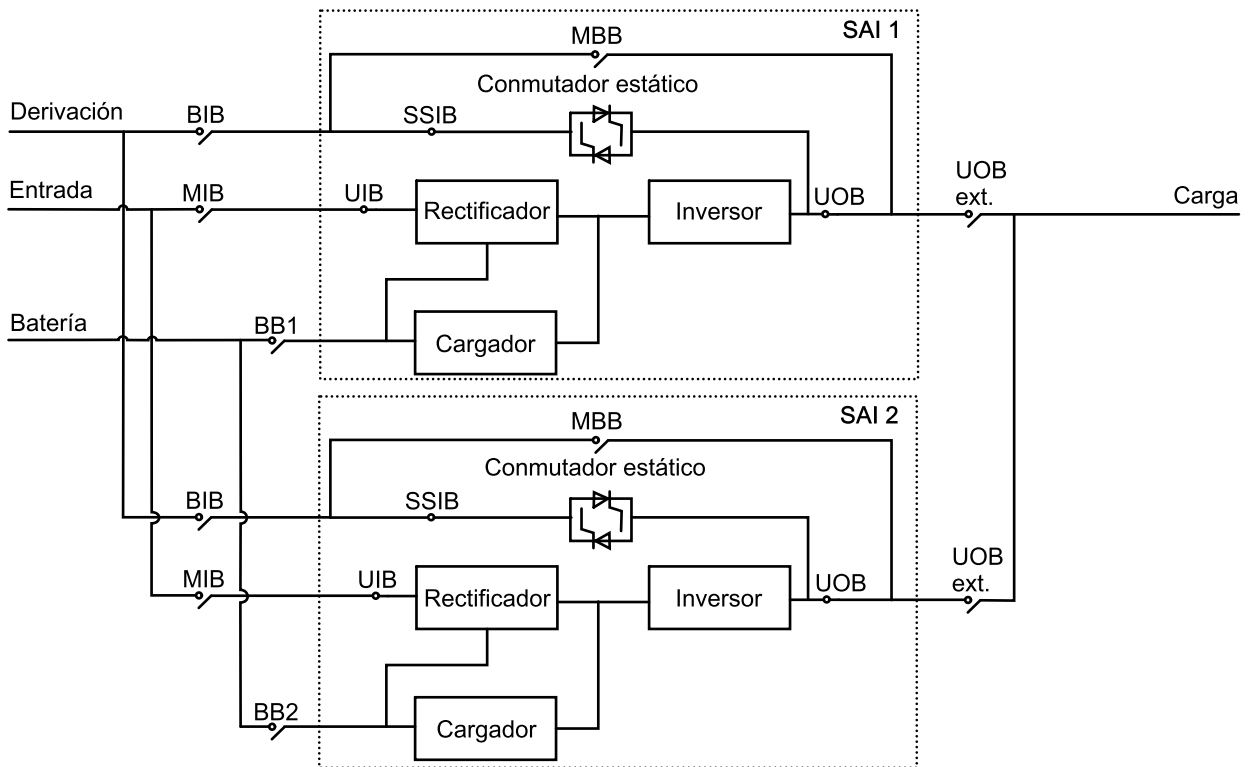 SAI 1
MBB
Conmutador estático
Derivación
BIB
SSIB
Entrada
MIB
UIB
Rectificador
Inversor
UOB
UOB
ext.
Carga
Batería
BB1
Cargador
SAI 2
MBB
Conmutador estático
BIB
SSIB
MIB
UIB
Rectificador
Inversor
UOB
UOB
ext.
BB2
Cargador